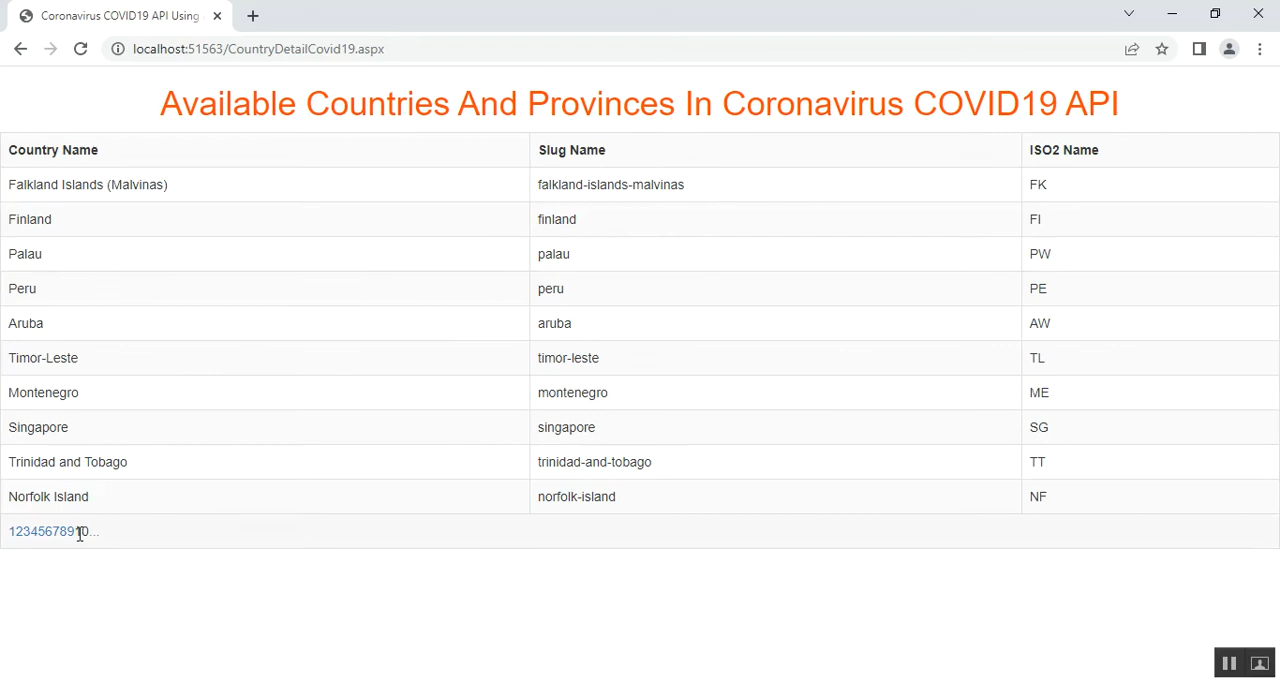 Coronavirus COVID19 API Using
localhost:51563/CountryDetailCovid19.aspx
Available Countries And Provinces In Coronavirus COVID19 API
Country Name Slug Name ISO2 Name
Falkland Islands (Malvinas) falkland-islands-malvinas FK
Finland finland FI
Palau palau PW
Peru peru PE
Aruba aruba AW
Timor-Leste timor-leste TL
Montenegro montenegro ME
Singapore singapore SG
Trinidad and Tobago trinidad-and-tobago TT
Norfolk Island norfolk-island NF
12345678910...